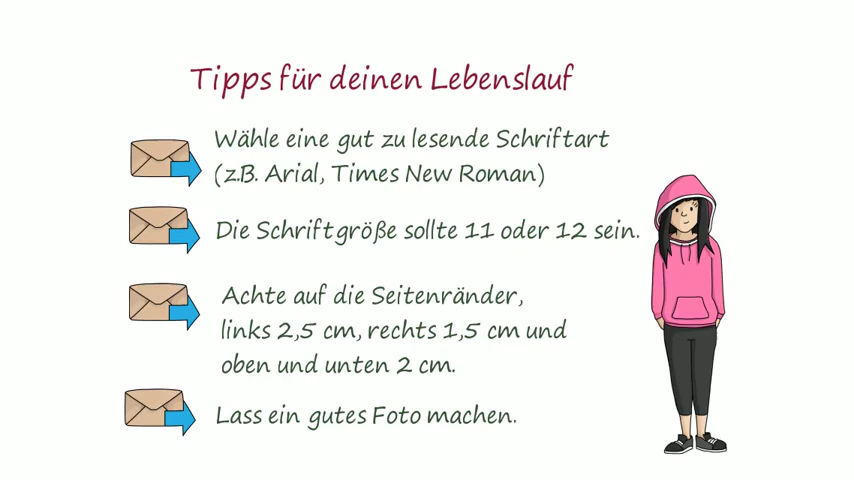 Tipps für deinen Lebenslauf
Wähle eine gut zu lesende Schriftart
(z.B. Arial, Times New Roman)
Die Schriftgröße sollte 11 oder 12 sein.
Achte auf die Seitenränder,
links 2,5 cm, rechts 1,5 cm und
oben und unten 2 cm.
Lass ein gutes Foto machen.